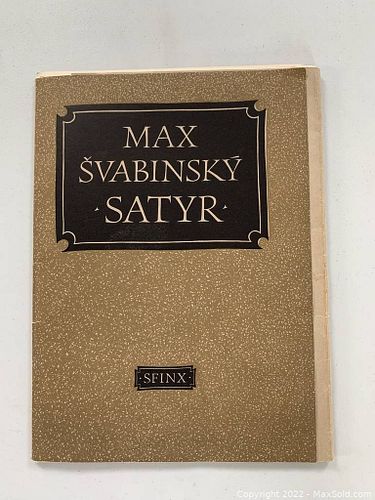 MAX
ŠVABINSKÝ
· SATYR ·
· SFINX ·
Copyright 2022 - MaxSold.com